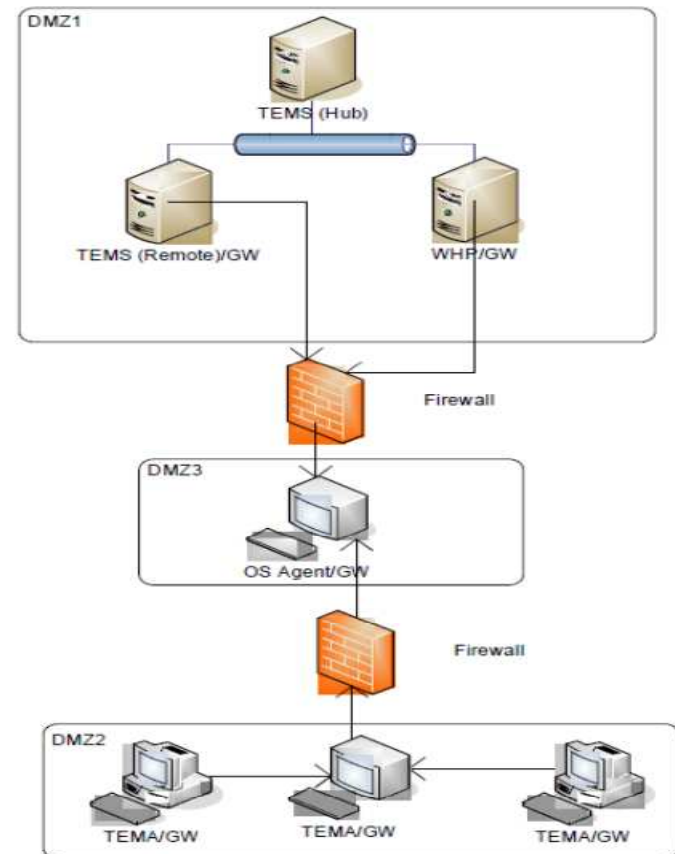 DMZ1
TEMS (Hub)
TEMS (Remote)/GW
WHP/GW
Firewall
DMZ3
OS Agent/GW
Firewall
DMZ2
TEMA/GW
TEMA/GW
TEMA/GW